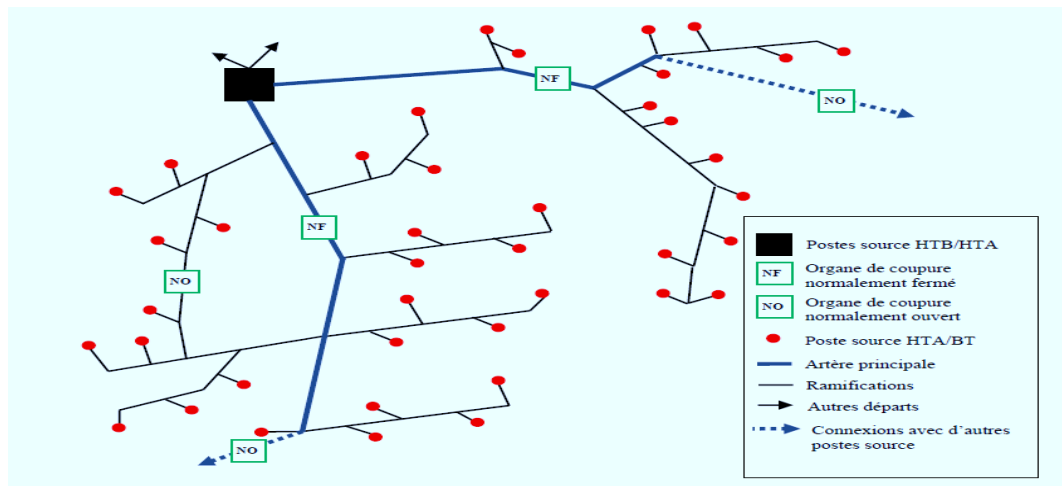 NF
NO
NF
NO
NO
Postes source HTB/HTA
NF
Organe de coupure
normalement fermé
NO
Organe de coupure
normalement ouvert
Poste source HTA/BT
Artère principale
Ramifications
Autres départs
Connexions avec d'autres
postes source